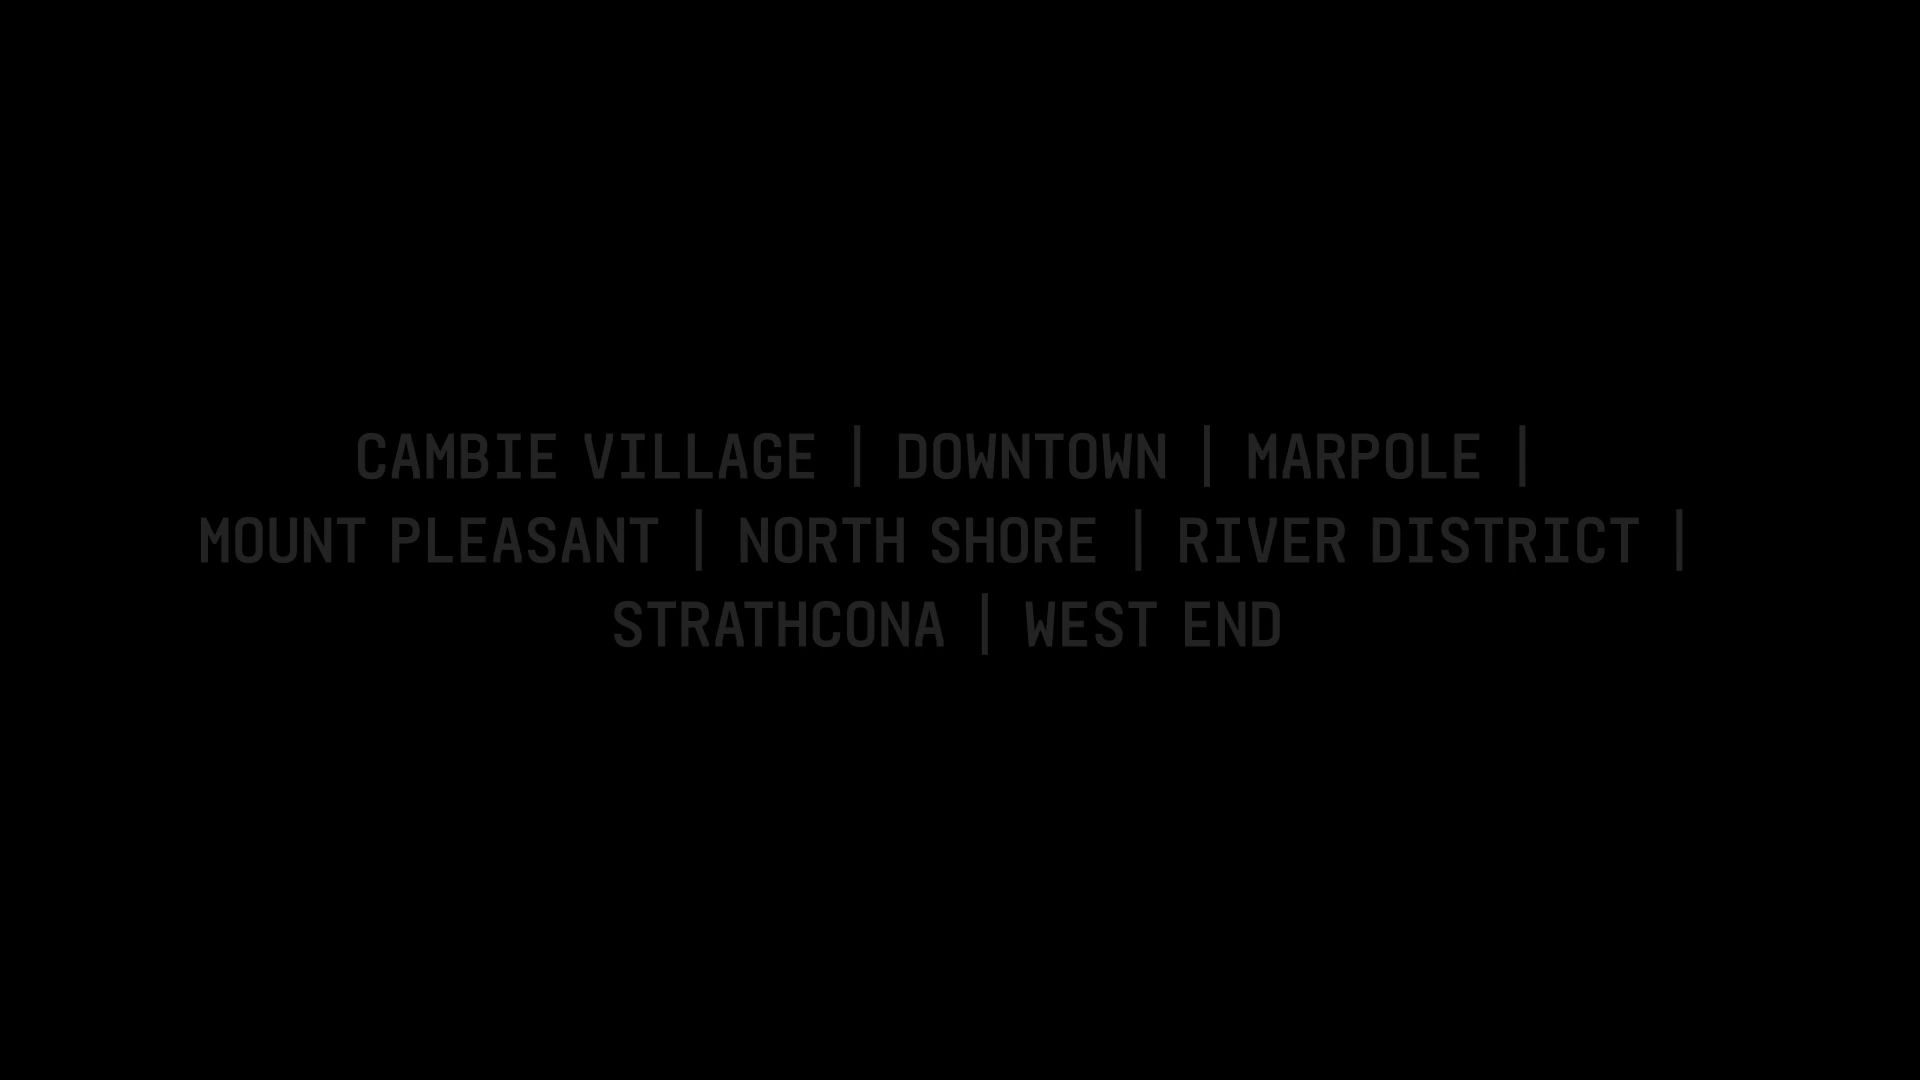 CAMBIE VILLAGE | DOWNTOWN | MARPOLE |
MOUNT PLEASANT | NORTH SHORE | RIVER DISTRICT |
STRATHCONA | WEST END